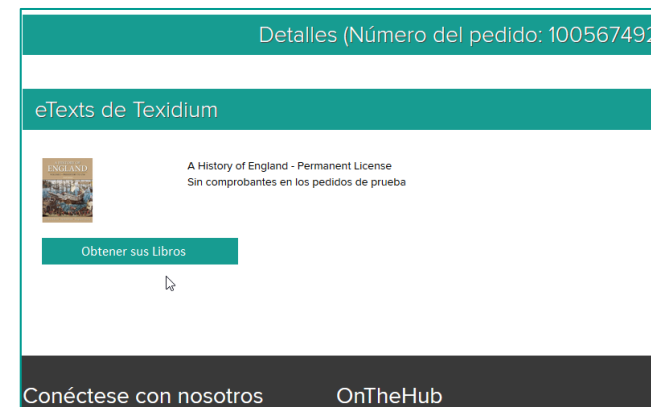 Detalles (Número del pedido: 100567492
eTexts de Texidium
ENGLAND
A History of England - Permanent License
Sin comprobantes en los pedidos de prueba
Obtener sus Libros
Conéctese con nosotros
OnTheHub